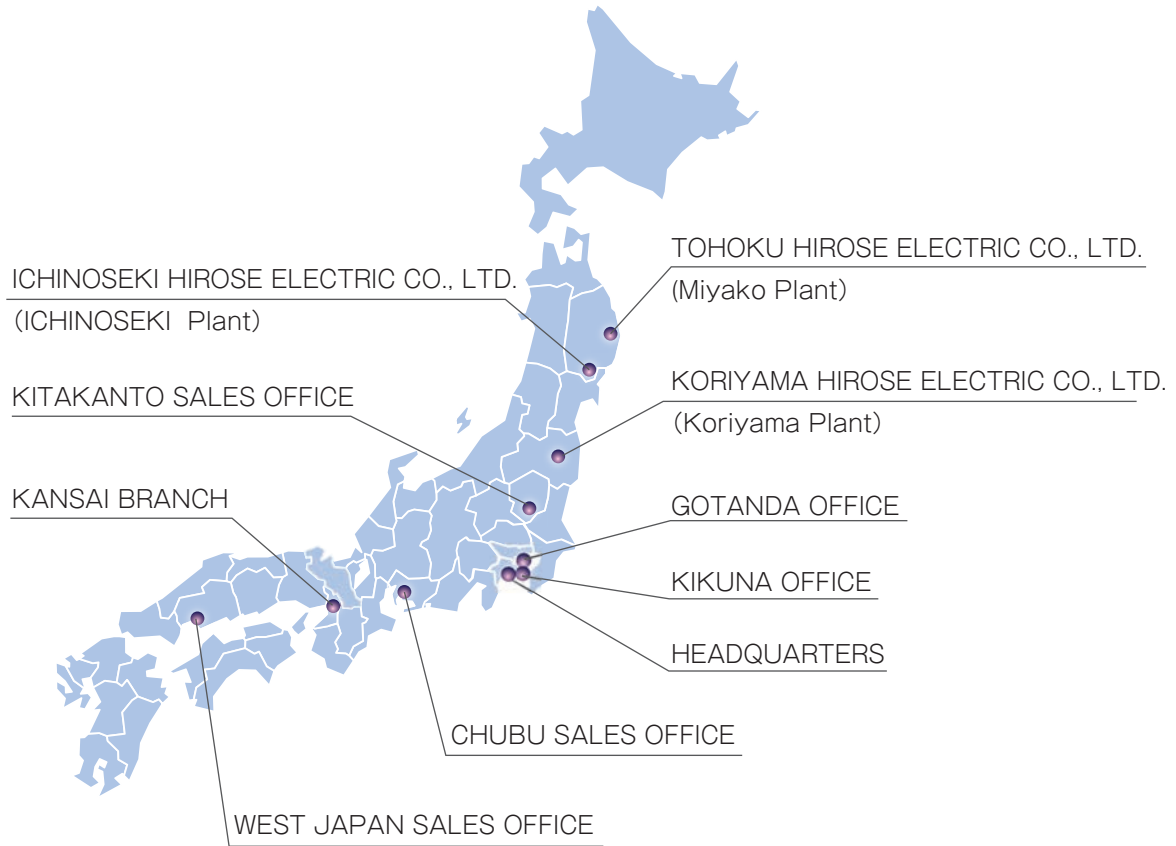 TOHOKU HIROSE ELECTRIC CO., LTD.
(Miyako Plant)
ICHINOSEKI HIROSE ELECTRIC CO., LTD.
(ICHINOSEKI Plant)
KORIYAMA HIROSE ELECTRIC CO., LTD.
(Koriyama Plant)
KITAKANTO SALES OFFICE
KANSAI BRANCH
GOTANDA OFFICE
KIKUNA OFFICE
HEADQUARTERS
CHUBU SALES OFFICE
WEST JAPAN SALES OFFICE